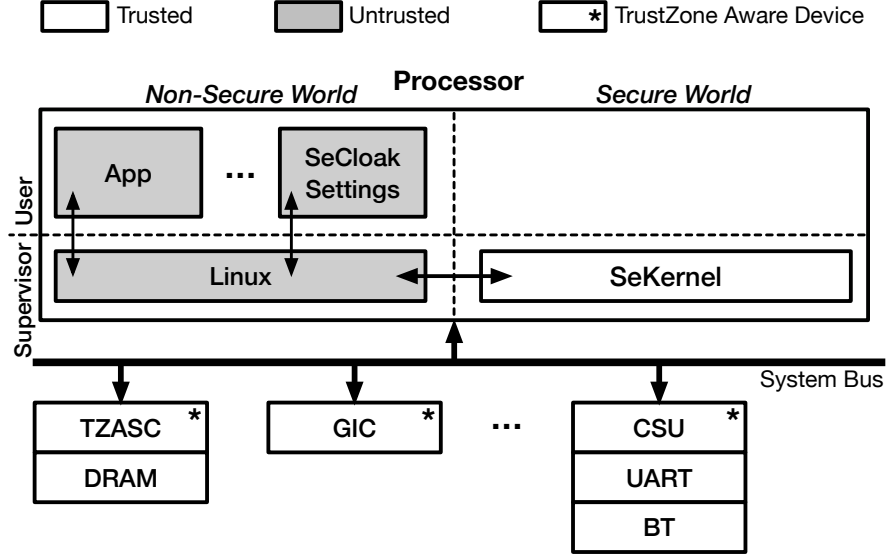 Trusted
Untrusted
* TrustZone Aware Device
Processor
Non-Secure World
Secure World
User
Supervisor
App
...
SeCloak
Settings
Linux
SeKernel
System Bus
TZASC *
DRAM
GIC *
...
CSU *
UART
BT